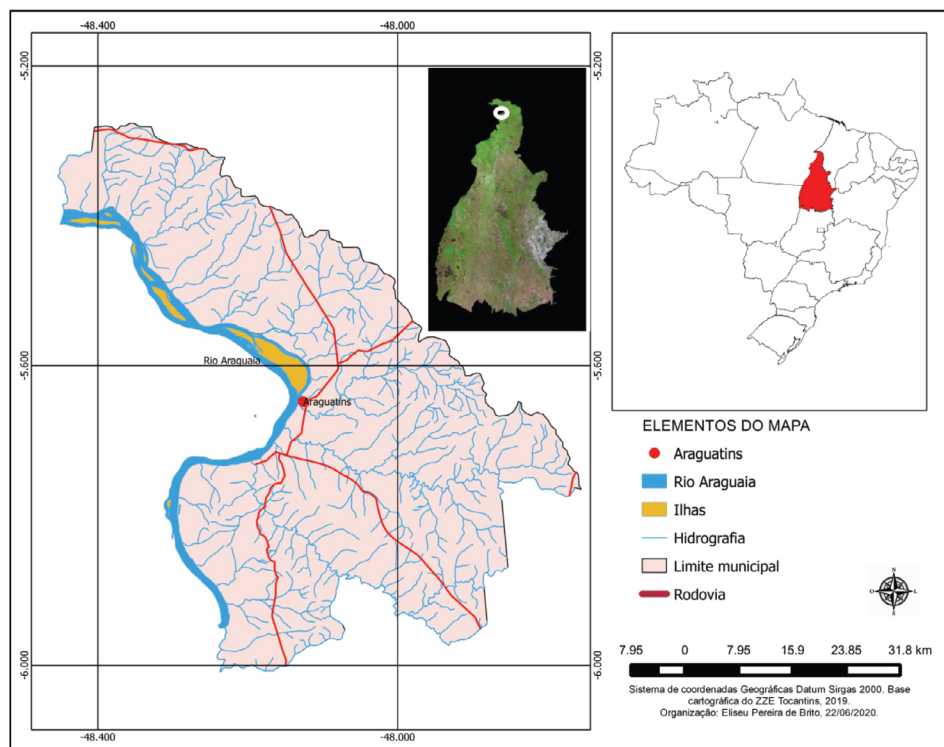 -48.400
-48.000
-5.200
-5.200
Rio Araguaia
-5.600
-5.600
Araguatins
-6.000
-6.000
-48.400
-48.000
ELEMENTOS DO MAPA
Araguatins
Rio Araguaia
Ilhas
Hidrografia
Limite municipal
Rodovia
N
O
L
S
7.95 0 7.95 15.9 23.85 31.8 km
Sistema de coordenadas Geográficas Datum Sirgas 2000. Base
cartográfica do ZZE Tocantins, 2019.
Organização: Eliseu Pereira de Brito, 22/06/2020.